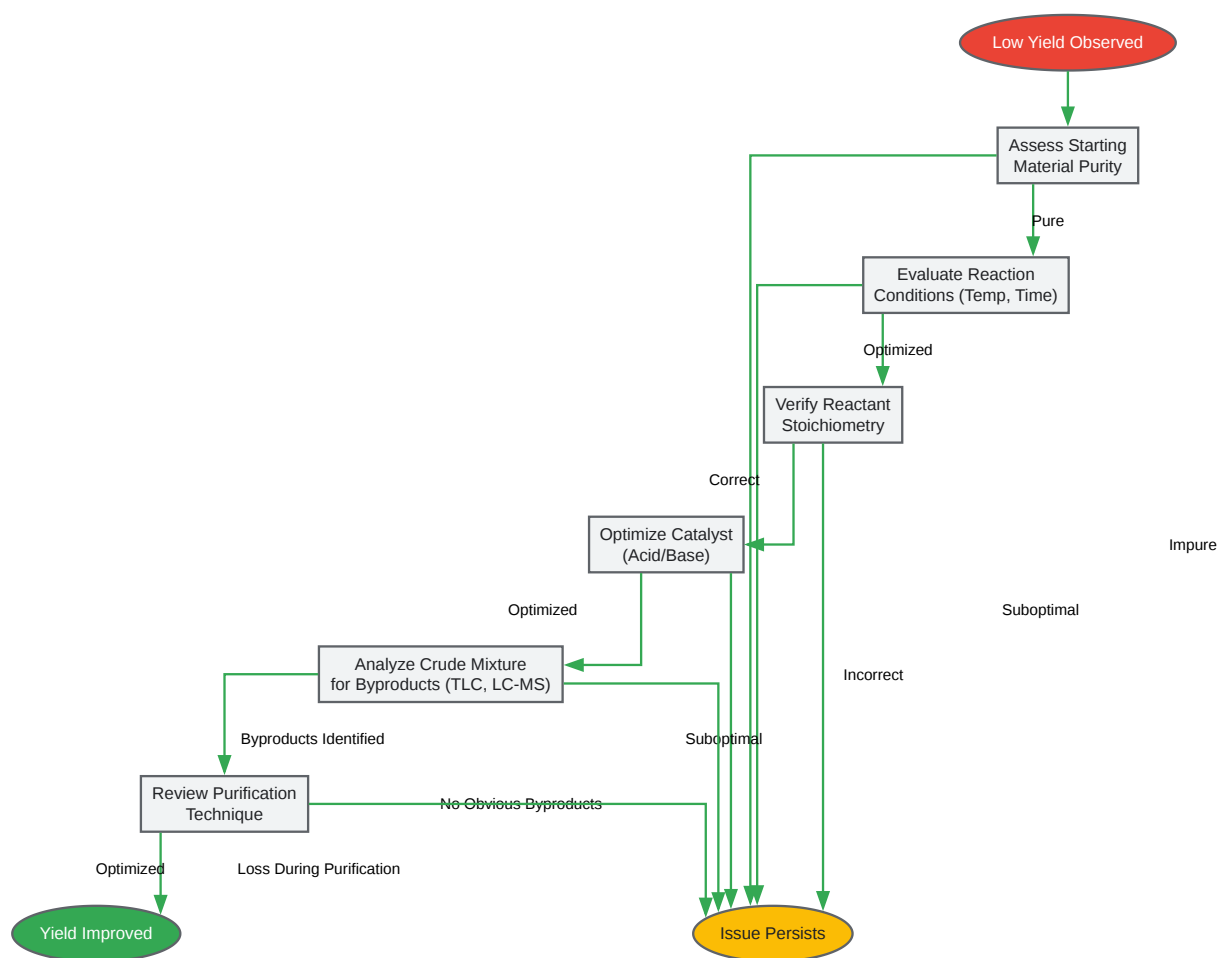 Low Yield Observed
Assess Starting
Material Purity
Pure
Evaluate Reaction
Conditions (Temp, Time)
Optimized
Verify Reactant
Stoichiometry
Correct
Optimize Catalyst
(Acid/Base)
Impure
Optimized
Suboptimal
Analyze Crude Mixture
for Byproducts (TLC, LC-MS)
Incorrect
Byproducts Identified
Suboptimal
Review Purification
Technique
No Obvious Byproducts
Optimized
Loss During Purification
Yield Improved
Issue Persists